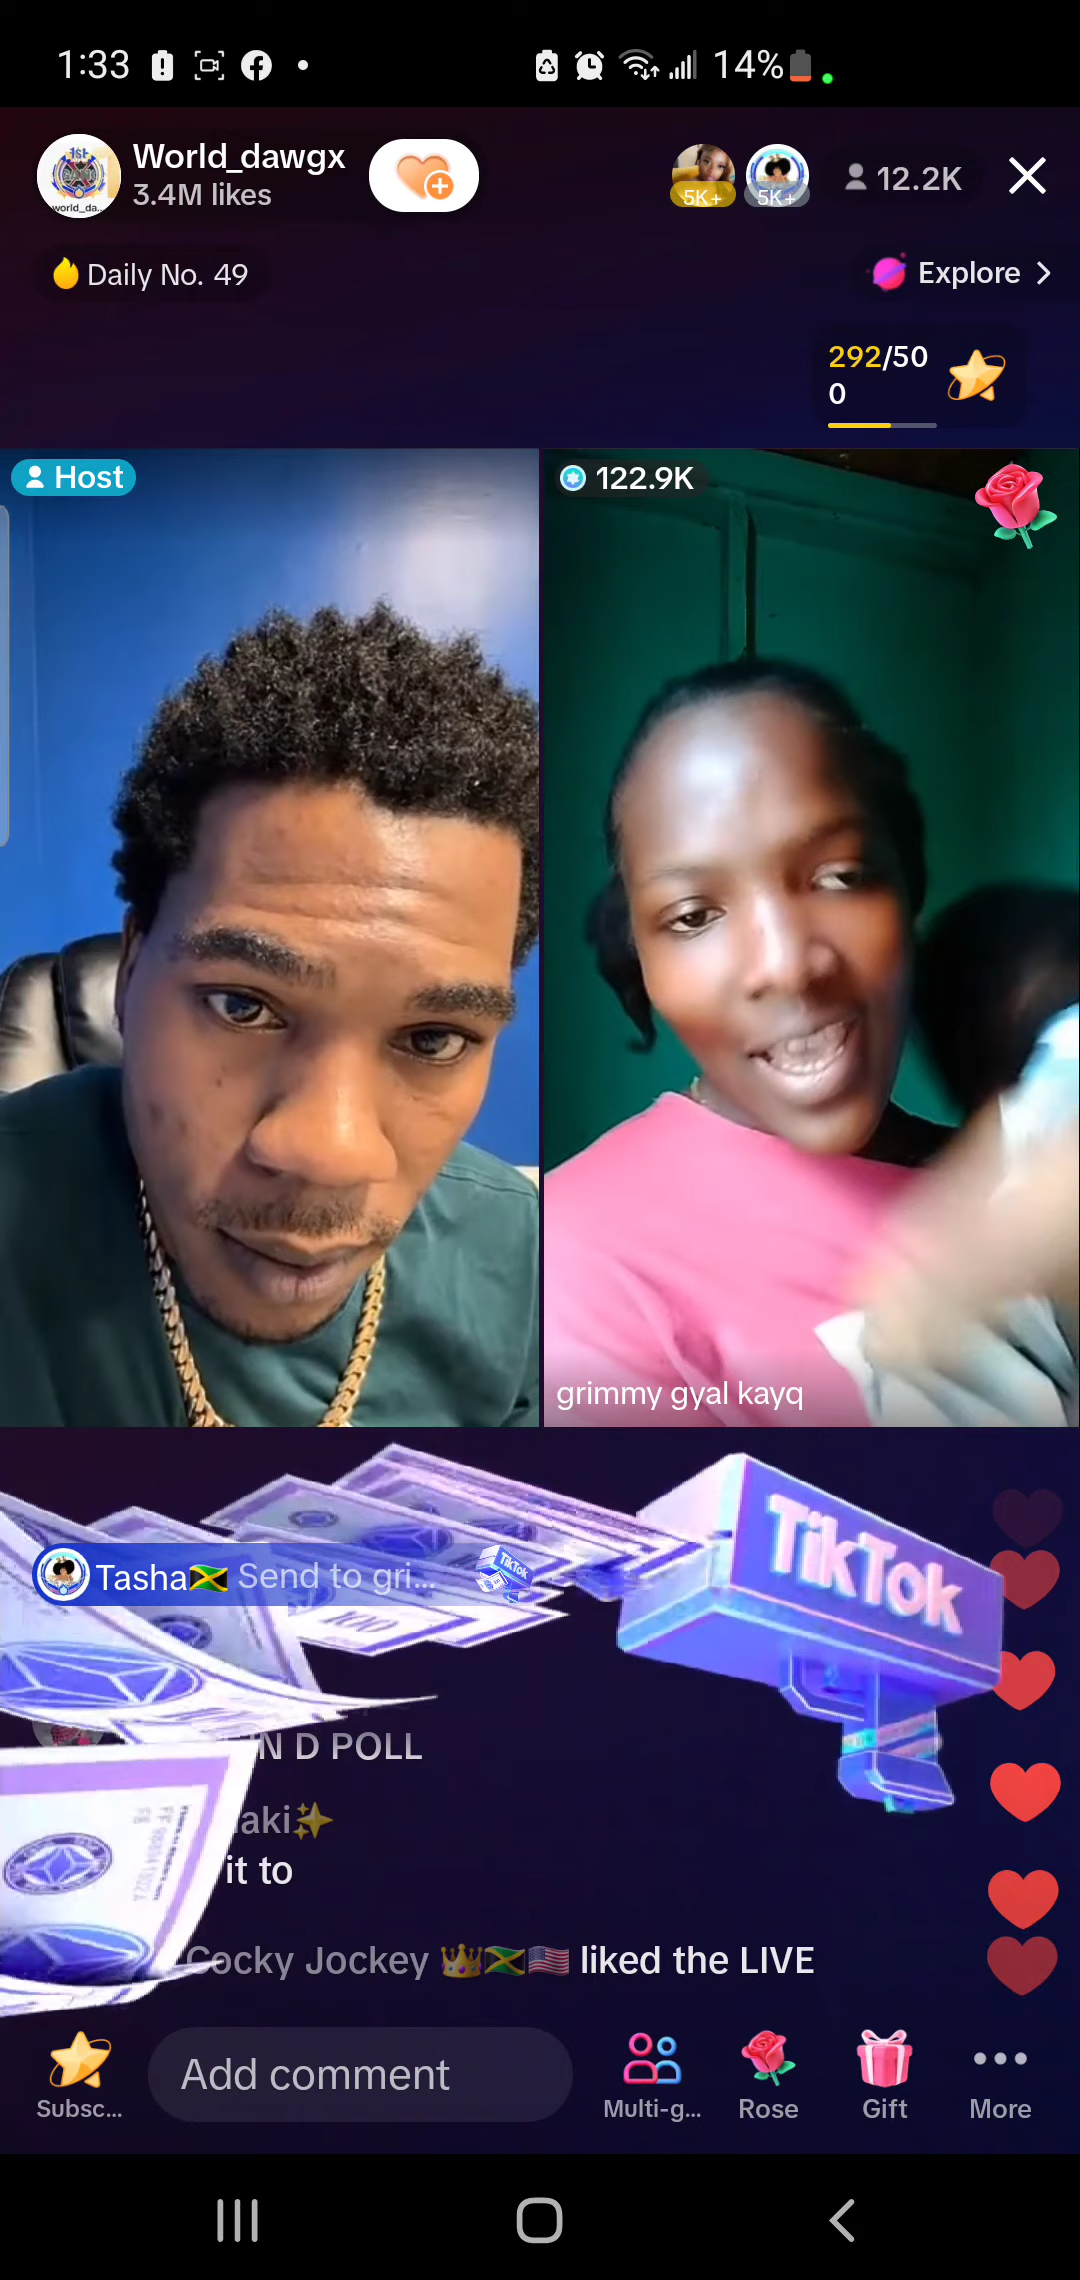 1:33
14%
World_dawgx
3.4M likes
5K+
5K+
12.2K
Daily No. 49
Explore
292/50
0
Host
122.9K
grimmy gyal kayq
TikTok
Tasha🇯🇲 Send to gri...
TikTok
100
N D POLL
aki✨
it to
Cocky Jockey 👑🇯🇲🇺🇸 liked the LIVE
Subsc...
Add comment
Multi-g...
Rose
Gift
More